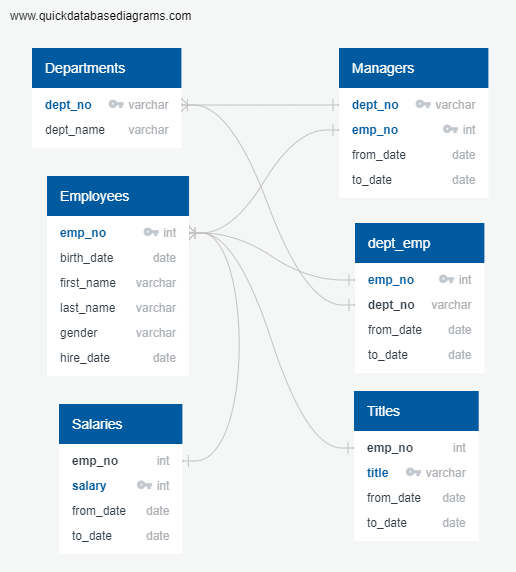 www.quickdatabasediagrams.com
Departments
dept_no varchar
dept_name varchar
Managers
dept_no varchar
emp_no int
from_date date
to_date date
Employees
emp_no int
birth_date date
first_name varchar
last_name varchar
gender varchar
hire_date date
dept_emp
emp_no int
dept_no varchar
from_date date
to_date date
Salaries
emp_no int
salary int
from_date date
to_date date
Titles
emp_no int
title varchar
from_date date
to_date date